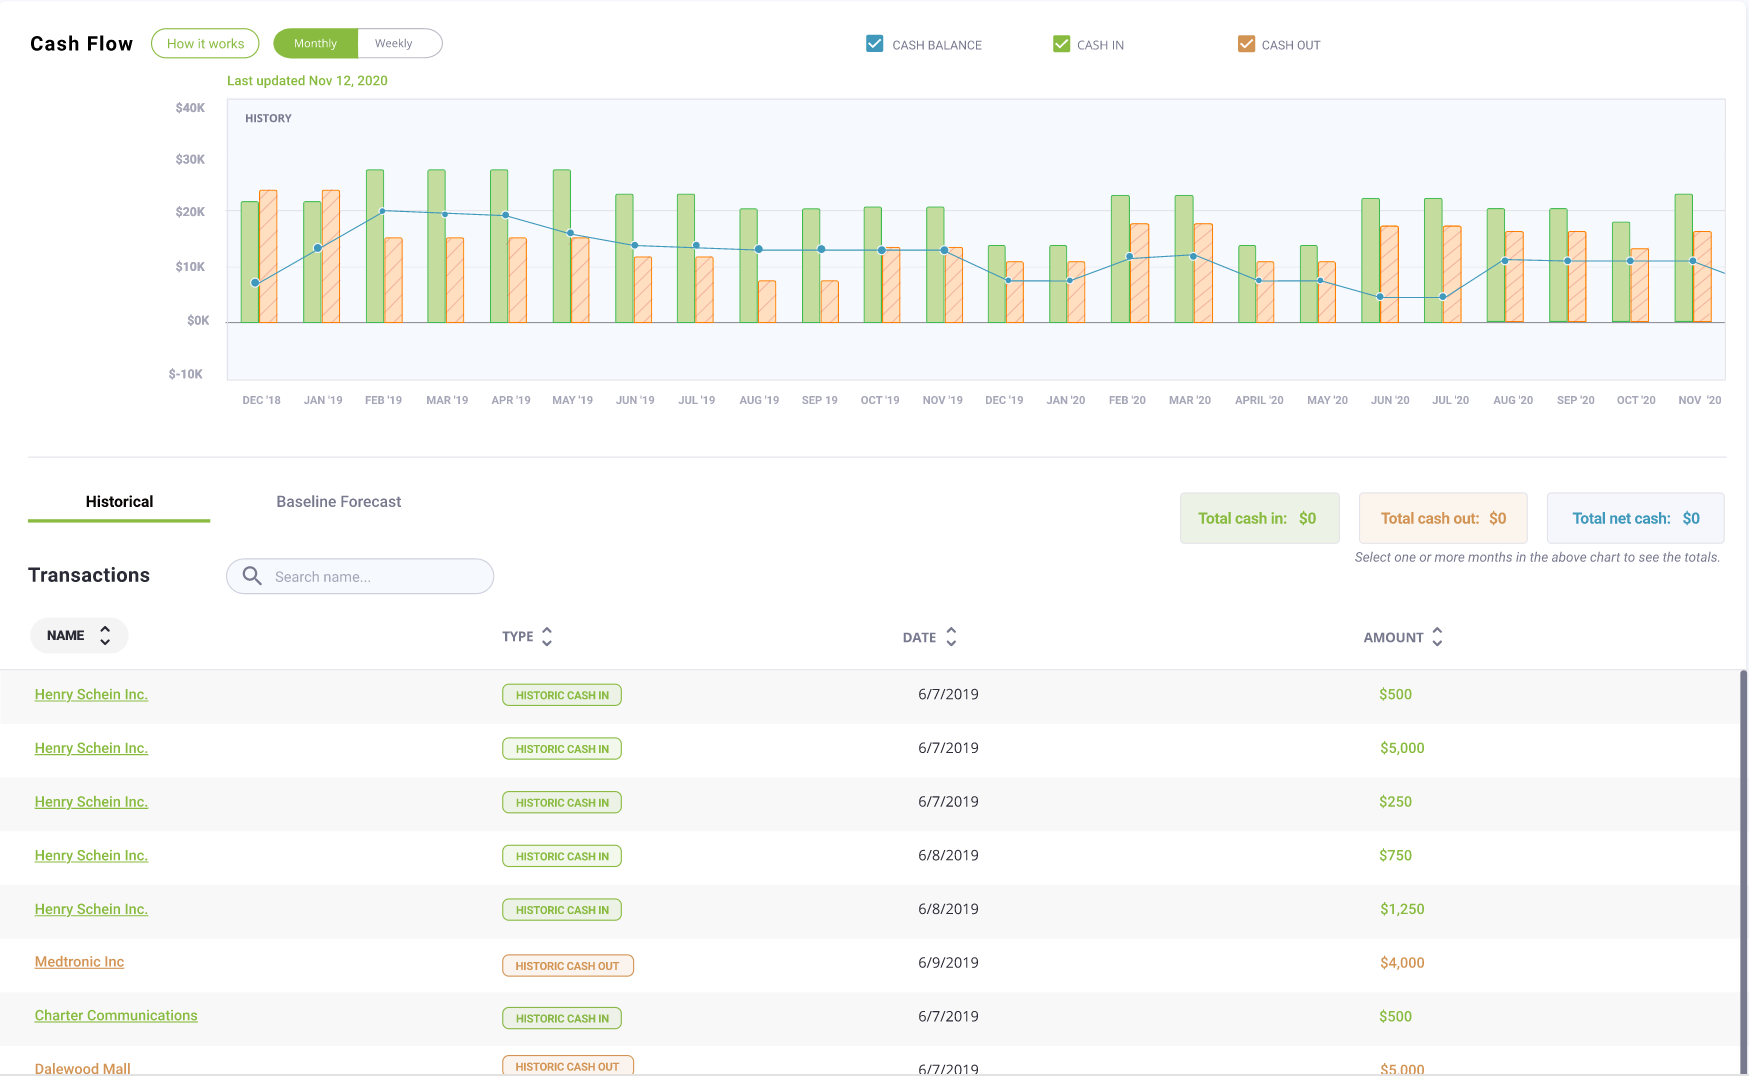 Cash Flow
How it works
Monthly
Weekly
CASH BALANCE
CASH IN
CASH OUT
Last updated Nov 12, 2020
$40K
HISTORY
$30K
$20K
$10K
$0K
$-10K
DEC '18 JAN '19 FEB '19 MAR '19 APR '19 MAY '19 JUN '19 JUL '19 AUG '19 SEP 19 OCT '19 NOV '19 DEC '19 JAN '20 FEB '20 MAR '20 APRIL '20 MAY '20 JUN '20 JUL '20 AUG '20 SEP '20 OCT '20 NOV '20
Historical
Baseline Forecast
Total cash in: $0
Total cash out: $0
Total net cash: $0
Select one or more months in the above chart to see the totals.
Transactions
Search name...
NAME TYPE DATE AMOUNT
Henry Schein Inc. HISTORIC CASH IN 6/7/2019 $500
Henry Schein Inc. HISTORIC CASH IN 6/7/2019 $5,000
Henry Schein Inc. HISTORIC CASH IN 6/7/2019 $250
Henry Schein Inc. HISTORIC CASH IN 6/8/2019 $750
Henry Schein Inc. HISTORIC CASH IN 6/8/2019 $1,250
Medtronic Inc HISTORIC CASH OUT 6/9/2019 $4,000
Charter Communications HISTORIC CASH IN 6/7/2019 $500
Dalewood Mall HISTORIC CASH OUT 6/7/2019 $5,000